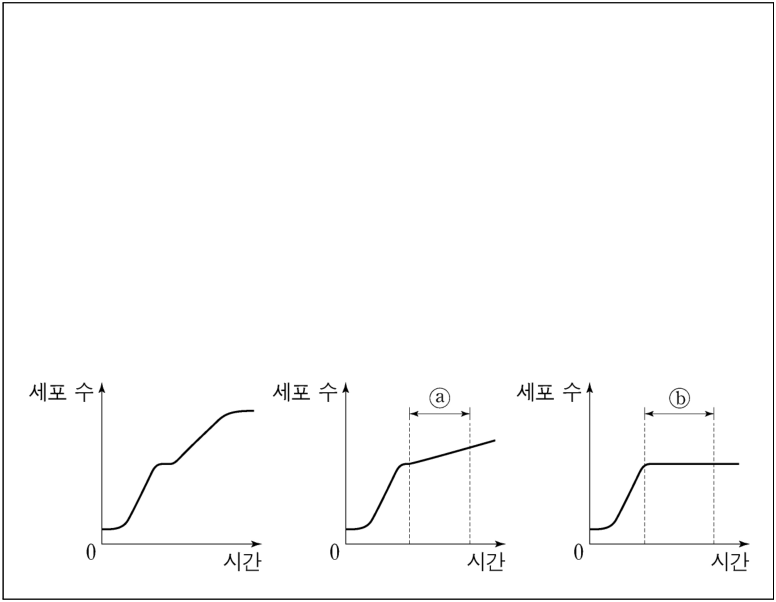 세포 수 세포 수 세포 수
ⓐ ⓑ
0 0 0
시간 시간 시간